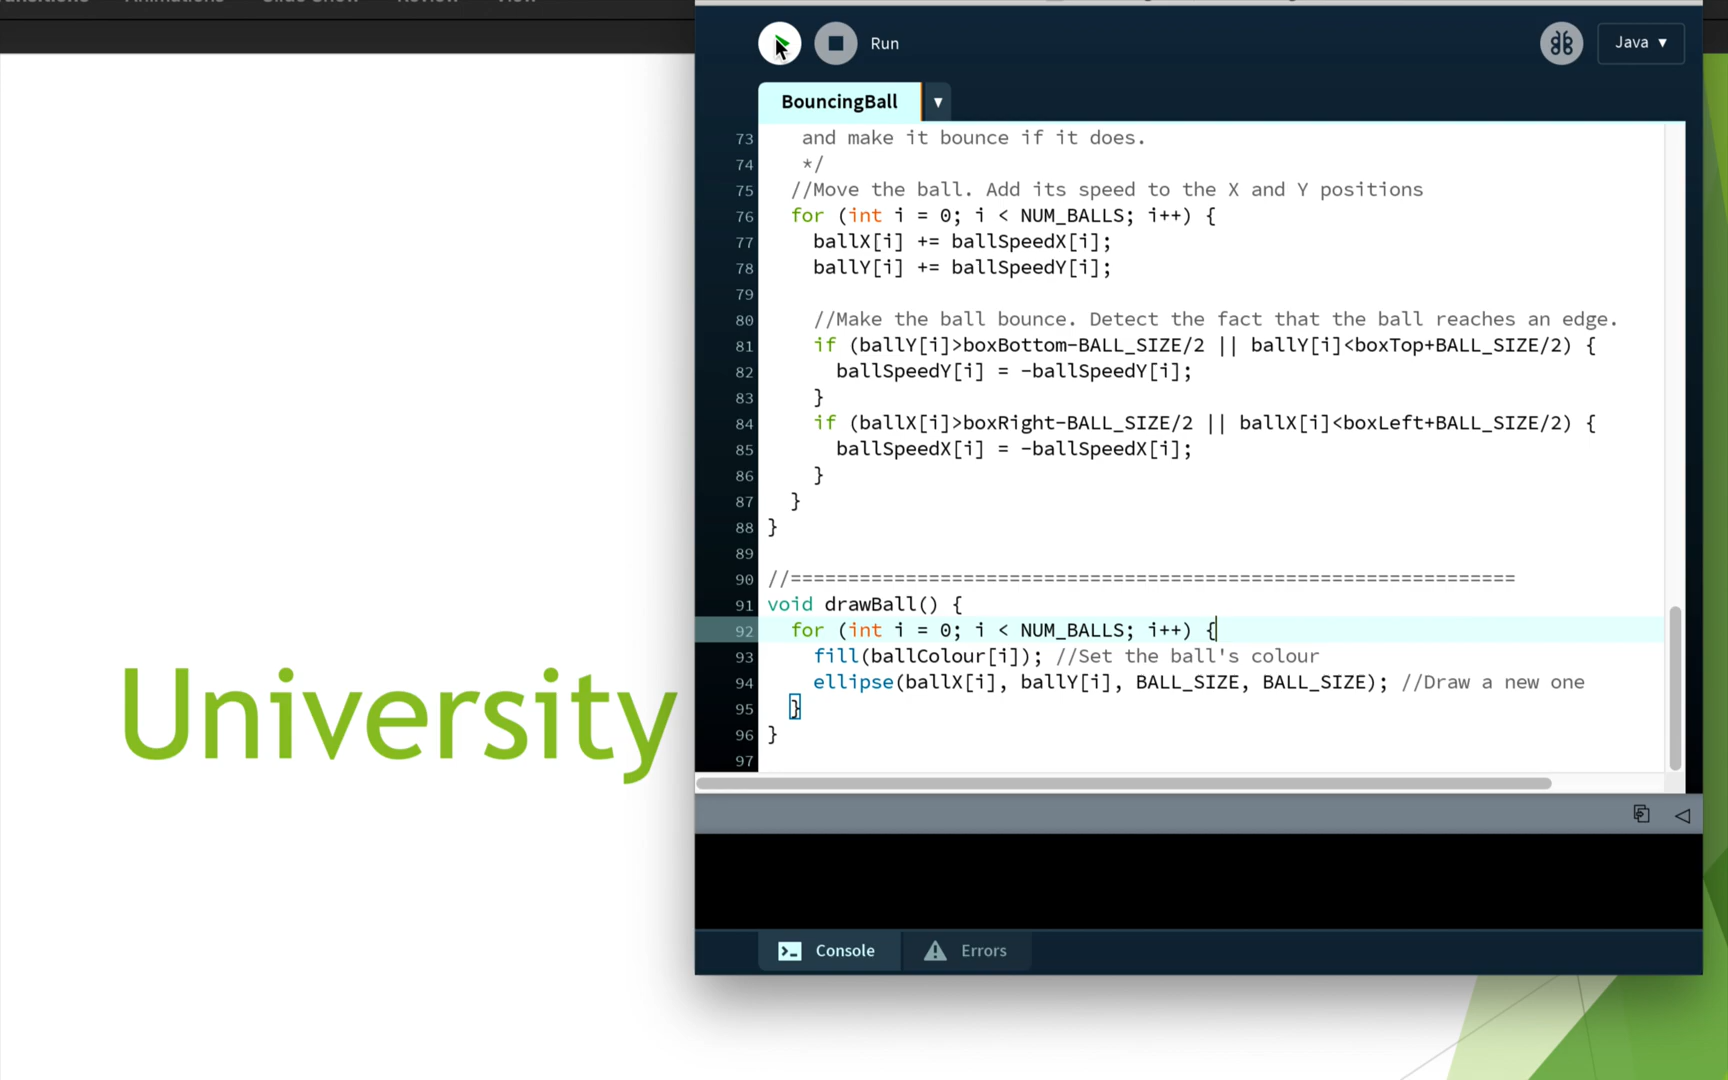 Run
Java ▼
BouncingBall ▼
73 and make it bounce if it does.
74 */
75 //Move the ball. Add its speed to the X and Y positions
76 for (int i = 0; i < NUM_BALLS; i++) {
77 ballX[i] += ballSpeedX[i];
78 ballY[i] += ballSpeedY[i];
79
80 //Make the ball bounce. Detect the fact that the ball reaches an edge.
81 if (ballY[i]>boxBottom-BALL_SIZE/2 || ballY[i]<boxTop+BALL_SIZE/2) {
82 ballSpeedY[i] = -ballSpeedY[i];
83 }
84 if (ballX[i]>boxRight-BALL_SIZE/2 || ballX[i]<boxLeft+BALL_SIZE/2) {
85 ballSpeedX[i] = -ballSpeedX[i];
86 }
87 }
88 }
89
90 //===============================================================
91 void drawBall() {
92 for (int i = 0; i < NUM_BALLS; i++) {
93 fill(ballColour[i]); //Set the ball's colour
94 ellipse(ballX[i], ballY[i], BALL_SIZE, BALL_SIZE); //Draw a new one
95 }
96 }
97
University
Console
Errors